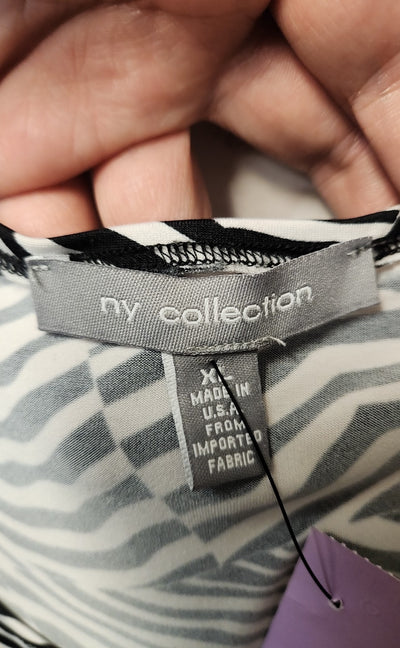 ny collection
XL
MADE IN
U.S.A
FROM
IMPORTED
FABRIC